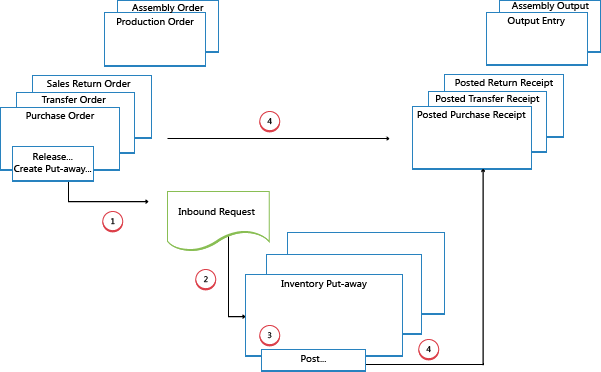 Assembly Order
Production Order
Assembly Output
Output Entry
Sales Return Order
Transfer Order
Purchase Order
Release...
Create Put-away...
4
Posted Return Receipt
Posted Transfer Receipt
Posted Purchase Receipt
1
Inbound Request
2
Inventory Put-away
3
Post...
4